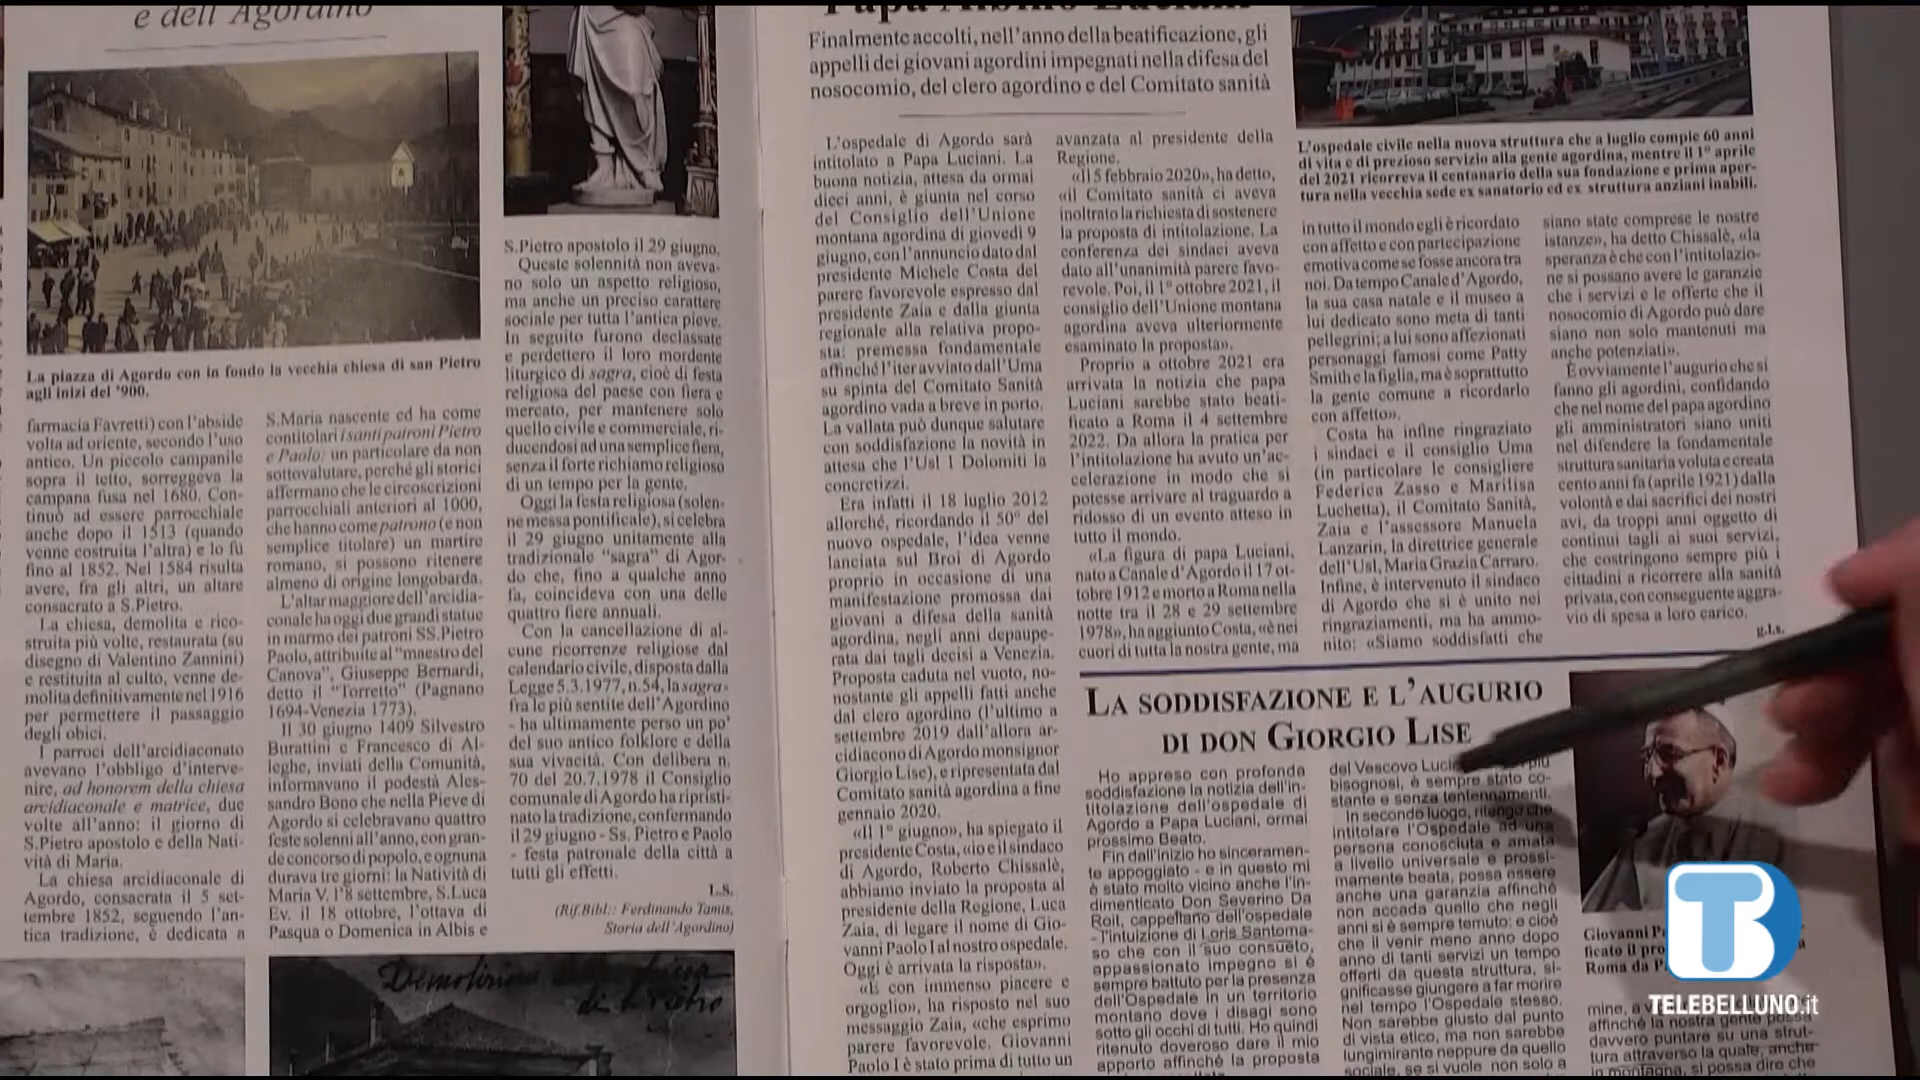 e dell'Agordino
La piazza di Agordo con in fondo la vecchia chiesa di san Pietro
agli inizi del '900.
farmacia Favretti) con l'abside
volta ad oriente, secondo l'uso
antico. Un piccolo campanile
sopra il tetto, sorreggeva la
campana fusa nel 1680. Con-
tinuò ad essere parrocchiale
anche dopo il 1513 (quando
venne costruita l'altra) e lo fu
fino al 1852. Nel 1584 risulta
avere, fra gli altri, un altare
consacrato a S.Pietro.
La chiesa, demolita e rico-
struita più volte, restaurata (su
disegno di Valentino Zannini)
e restituita al culto, venne de-
molita definitivamente nel 1916
per permettere il passaggio
degli obici.
I parroci dell'arcidiaconato
avevano l'obbligo d'interve-
nire, ad honorem della chiesa
arcidiaconale e matrice, due
volte all'anno: il giorno di
S.Pietro apostolo e della Nati-
vità di Maria.
La chiesa arcidiaconale di
Agordo, consacrata il 5 set-
tembre 1852, seguendo l'an-
tica tradizione, è dedicata a
S.Maria nascente ed ha come
contitolari i santi patroni Pietro
e Paolo: un particolare da non
sottovalutare, perché gli storici
affermano che le circoscrizioni
parrocchiali anteriori al 1000,
che hanno come patrono (e non
semplice titolare) un martire
romano, si possono ritenere
almeno di origine longobarda.
L'altar maggiore dell'arcidia-
conale ha oggi due grandi statue
in marmo dei patroni SS.Pietro
Paolo, attribuite al "maestro del
Canova", Giuseppe Bernardi,
detto il "Torretto" (Pagnano
1694-Venezia 1773).
Il 30 giugno 1409 Silvestro
Burattini e Francesco di Al-
leghe, inviati della Comunità,
informavano il podestà Ales-
sandro Bono che nella Pieve di
Agordo si celebravano quattro
feste solenni all'anno, con gran-
de concorso di popolo, e ognuna
durava tre giorni: la Natività di
Maria V. l'8 settembre, S.Luca
Ev. il 18 ottobre, l'ottava di
Pasqua o Domenica in Albis e
S.Pietro apostolo il 29 giugno.
Queste solennità non aveva-
no solo un aspetto religioso,
ma anche un preciso carattere
sociale per tutta l'antica pieve.
In seguito furono declassate
e perdettero il loro mordente
liturgico di sagra, cioè di festa
religiosa del paese con fiera e
mercato, per mantenere solo
quello civile e commerciale, ri-
ducendosi ad una semplice fiera,
senza il forte richiamo religioso
di un tempo per la gente.
Oggi la festa religiosa (solen-
ne messa pontificale), si celebra
il 29 giugno unitamente alla
tradizionale "sagra" di Agor-
do che, fino a qualche anno
fa, coincideva con una delle
quattro fiere annuali.
Con la cancellazione di al-
cune ricorrenze religiose dal
calendario civile, disposta dalla
Legge 5.3.1977, n.54, la sagra -
fra le più sentite dell'Agordino
- ha ultimamente perso un po'
del suo antico folklore e della
sua vivacità. Con delibera n.
70 del 20.7.1978 il Consiglio
comunale di Agordo ha ripristi-
nato la tradizione, confermando
il 29 giugno - Ss. Pietro e Paolo
- festa patronale della città a
tutti gli effetti.
L.S.
(Rif.Bibl.: Ferdinando Tamis,
Storia dell'Agordino)
Demolizione della chiesa
di S. Pietro
Papa Albino Luciani
Finalmente accolti, nell'anno della beatificazione, gli
appelli dei giovani agordini impegnati nella difesa del
nosocomio, del clero agordino e del Comitato sanità
L'ospedale di Agordo sarà
intitolato a Papa Luciani. La
buona notizia, attesa da ormai
dieci anni, è giunta nel corso
del Consiglio dell'Unione
montana agordina di giovedì 9
giugno, con l'annuncio dato dal
presidente Michele Costa del
parere favorevole espresso dal
presidente Zaia e dalla giunta
regionale alla relativa propo-
sta: premessa fondamentale
affinché l'iter avviato dall'Uma
su spinta del Comitato Sanità
agordino vada a breve in porto.
La vallata può dunque salutare
con soddisfazione la novità in
attesa che l'Usl 1 Dolomiti la
concretizzi.
Era infatti il 18 luglio 2012
allorché, ricordando il 50° del
nuovo ospedale, l'idea venne
lanciata sul Broi di Agordo
proprio in occasione di una
manifestazione promossa dai
giovani a difesa della sanità
agordina, negli anni depaupe-
rata dai tagli decisi a Venezia.
Proposta caduta nel vuoto, no-
nostante gli appelli fatti anche
dal clero agordino (l'ultimo a
settembre 2019 dall'allora ar-
cidiacono di Agordo monsignor
Giorgio Lise), e ripresentata dal
Comitato sanità agordina a fine
gennaio 2020.
«Il 1° giugno», ha spiegato il
presidente Costa, «io e il sindaco
di Agordo, Roberto Chissalè,
abbiamo inviato la proposta al
presidente della Regione, Luca
Zaia, di legare il nome di Gio-
vanni Paolo I al nostro ospedale.
Oggi è arrivata la risposta».
«È con immenso piacere e
orgoglio», ha risposto nel suo
messaggio Zaia, «che esprimo
parere favorevole. Giovanni
Paolo I è stato prima di tutto un
avanzata al presidente della
Regione.
«Il 5 febbraio 2020», ha detto,
«il Comitato sanità ci aveva
inoltrato la richiesta di sostenere
la proposta di intitolazione. La
conferenza dei sindaci aveva
dato all'unanimità parere favo-
revole. Poi, il 1° ottobre 2021, il
consiglio dell'Unione montana
agordina aveva ulteriormente
esaminato la proposta».
Proprio a ottobre 2021 era
arrivata la notizia che papa
Luciani sarebbe stato beati-
ficato a Roma il 4 settembre
2022. Da allora la pratica per
l'intitolazione ha avuto un'ac-
celerazione in modo che si
potesse arrivare al traguardo a
ridosso di un evento atteso in
tutto il mondo.
«La figura di papa Luciani,
nato a Canale d'Agordo il 17 ot-
tobre 1912 e morto a Roma nella
notte tra il 28 e 29 settembre
1978», ha aggiunto Costa, «è nei
cuori di tutta la nostra gente, ma
L'ospedale civile nella nuova struttura che a luglio compie 60 anni
di vita e di prezioso servizio alla gente agordina, mentre il 1° aprile
del 2021 ricorreva il centenario della sua fondazione e prima aper-
tura nella vecchia sede ex sanatorio ed ex struttura anziani inabili.
in tutto il mondo egli è ricordato
con affetto e con partecipazione
emotiva come se fosse ancora tra
noi. Da tempo Canale d'Agordo,
la sua casa natale e il museo a
lui dedicato sono meta di tanti
pellegrini; a lui sono affezionati
personaggi famosi come Patty
Smith e la figlia, ma è soprattutto
la gente comune a ricordarlo
con affetto».
Costa ha infine ringraziato
i sindaci e il consiglio Uma
(in particolare le consigliere
Federica Zasso e Marilisa
Luchetta), il Comitato Sanità,
Zaia e l'assessore Manuela
Lanzarin, la direttrice generale
dell'Usl, Maria Grazia Carraro.
Infine, è intervenuto il sindaco
di Agordo che si è unito nei
ringraziamenti, ma ha ammo-
nito: «Siamo soddisfatti che
siano state comprese le nostre
istanze», ha detto Chissalè, «la
speranza è che con l'intitolazio-
ne si possano avere le garanzie
che i servizi e le offerte che il
nosocomio di Agordo può dare
siano non solo mantenuti ma
anche potenziati».
È ovviamente l'augurio che si
fanno gli agordini, confidando
che nel nome del papa agordino
gli amministratori siano uniti
nel difendere la fondamentale
struttura sanitaria voluta e creata
cento anni fa (aprile 1921) dalla
volontà e dai sacrifici dei nostri
avi, da troppi anni oggetto di
continui tagli ai suoi servizi,
che costringono sempre più i
cittadini a ricorrere alla sanità
privata, con conseguente aggra-
vio di spesa a loro carico.
g.l.s.
La soddisfazione e l'augurio
di don Giorgio Lise
Ho appreso con profonda
soddisfazione la notizia dell'in-
titolazione dall'ospedale di
Agordo a Papa Luciani, ormai
prossimo Beato.
Fin dall'inizio ho sinceramen-
te appoggiato - e in questo mi
è stato molto vicino anche l'in-
dimenticato Don Severino Da
Roit, cappellano dell'ospedale
- l'intuizione di Loris Santoma-
so che con il suo consueto,
appassionato impegno si è
sempre battuto per la presenza
dell'Ospedale in un territorio
montano dove i disagi sono
sotto gli occhi di tutti. Ho quindi
ritenuto doveroso dare il mio
apporto affinché la proposta
del Vescovo Luciani più
bisognosi, è sempre stato co-
stante e senza tentennamenti.
In secondo luogo, ritengo che
intitolare l'Ospedale ad una
persona conosciuta e amata
a livello universale e prossi-
mamente beata, possa essere
anche una garanzia affinché
non accada quello che negli
anni si è sempre temuto: e cioè
che il venir meno anno dopo
anno di tanti servizi un tempo
offerti da questa struttura, si-
gnificasse giungere a far morire
nel tempo l'Ospedale stesso.
Non sarebbe giusto dal punto
di vista etico, ma non sarebbe
lungimirante neppure da quello
sociale, se si vuole non solo a
Giovanni P
ficato il pro
Roma da P
mine, a
affinché la nostra gente possa
davvero puntare su una strut-
tura attraverso la quale, anche
in montagna, si possa dire che
TB
TELEBELLUNO.it